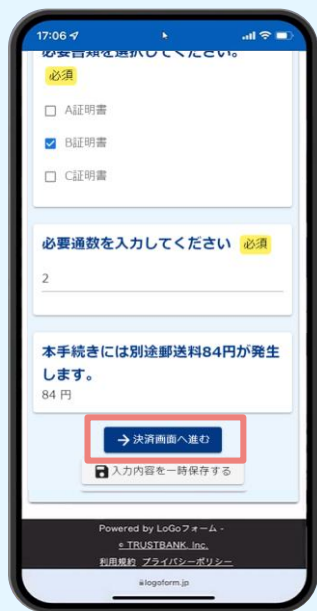 17:06
必要書類を選択してください。
必須
A証明書
B証明書
C証明書
必要通数を入力してください 必須
2
本手続きには別途郵送料84円が発生
します。
84 円
→決済画面へ進む
入力内容を一時保存する
Powered by LoGoフォーム -
© TRUSTBANK, Inc.
利用規約 プライバシーポリシー
logoform.jp